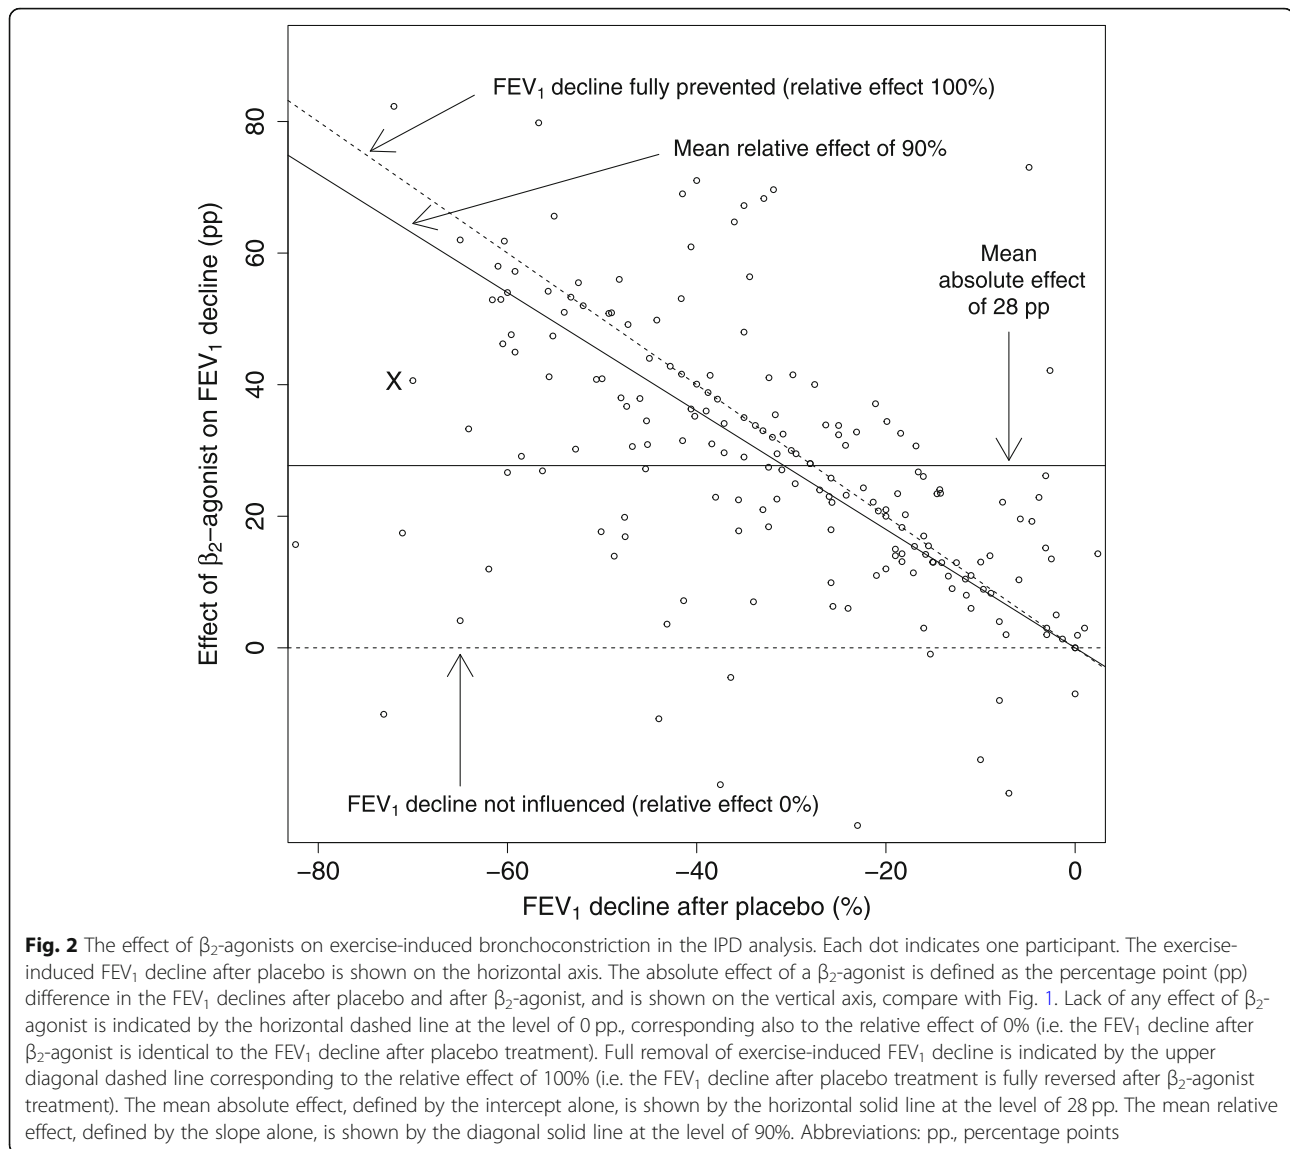 FEV₁ decline fully prevented (relative effect 100%)
Mean relative effect of 90%
Mean
absolute effect
of 28 pp
X
FEV₁ decline not influenced (relative effect 0%)
Effect of β₂−agonist on FEV₁ decline (pp)
80
60
40
20
0
−80
−60
−40
−20
0
FEV₁ decline after placebo (%)
Fig. 2 The effect of β₂-agonists on exercise-induced bronchoconstriction in the IPD analysis. Each dot indicates one participant. The exercise-
induced FEV₁ decline after placebo is shown on the horizontal axis. The absolute effect of a β₂-agonist is defined as the percentage point (pp)
difference in the FEV₁ declines after placebo and after β₂-agonist, and is shown on the vertical axis, compare with Fig. 1. Lack of any effect of β₂-
agonist is indicated by the horizontal dashed line at the level of 0 pp., corresponding also to the relative effect of 0% (i.e. the FEV₁ decline after
β₂-agonist is identical to the FEV₁ decline after placebo treatment). Full removal of exercise-induced FEV₁ decline is indicated by the upper
diagonal dashed line corresponding to the relative effect of 100% (i.e. the FEV₁ decline after placebo treatment is fully reversed after β₂-agonist
treatment). The mean absolute effect, defined by the intercept alone, is shown by the horizontal solid line at the level of 28 pp. The mean relative
effect, defined by the slope alone, is shown by the diagonal solid line at the level of 90%. Abbreviations: pp., percentage points